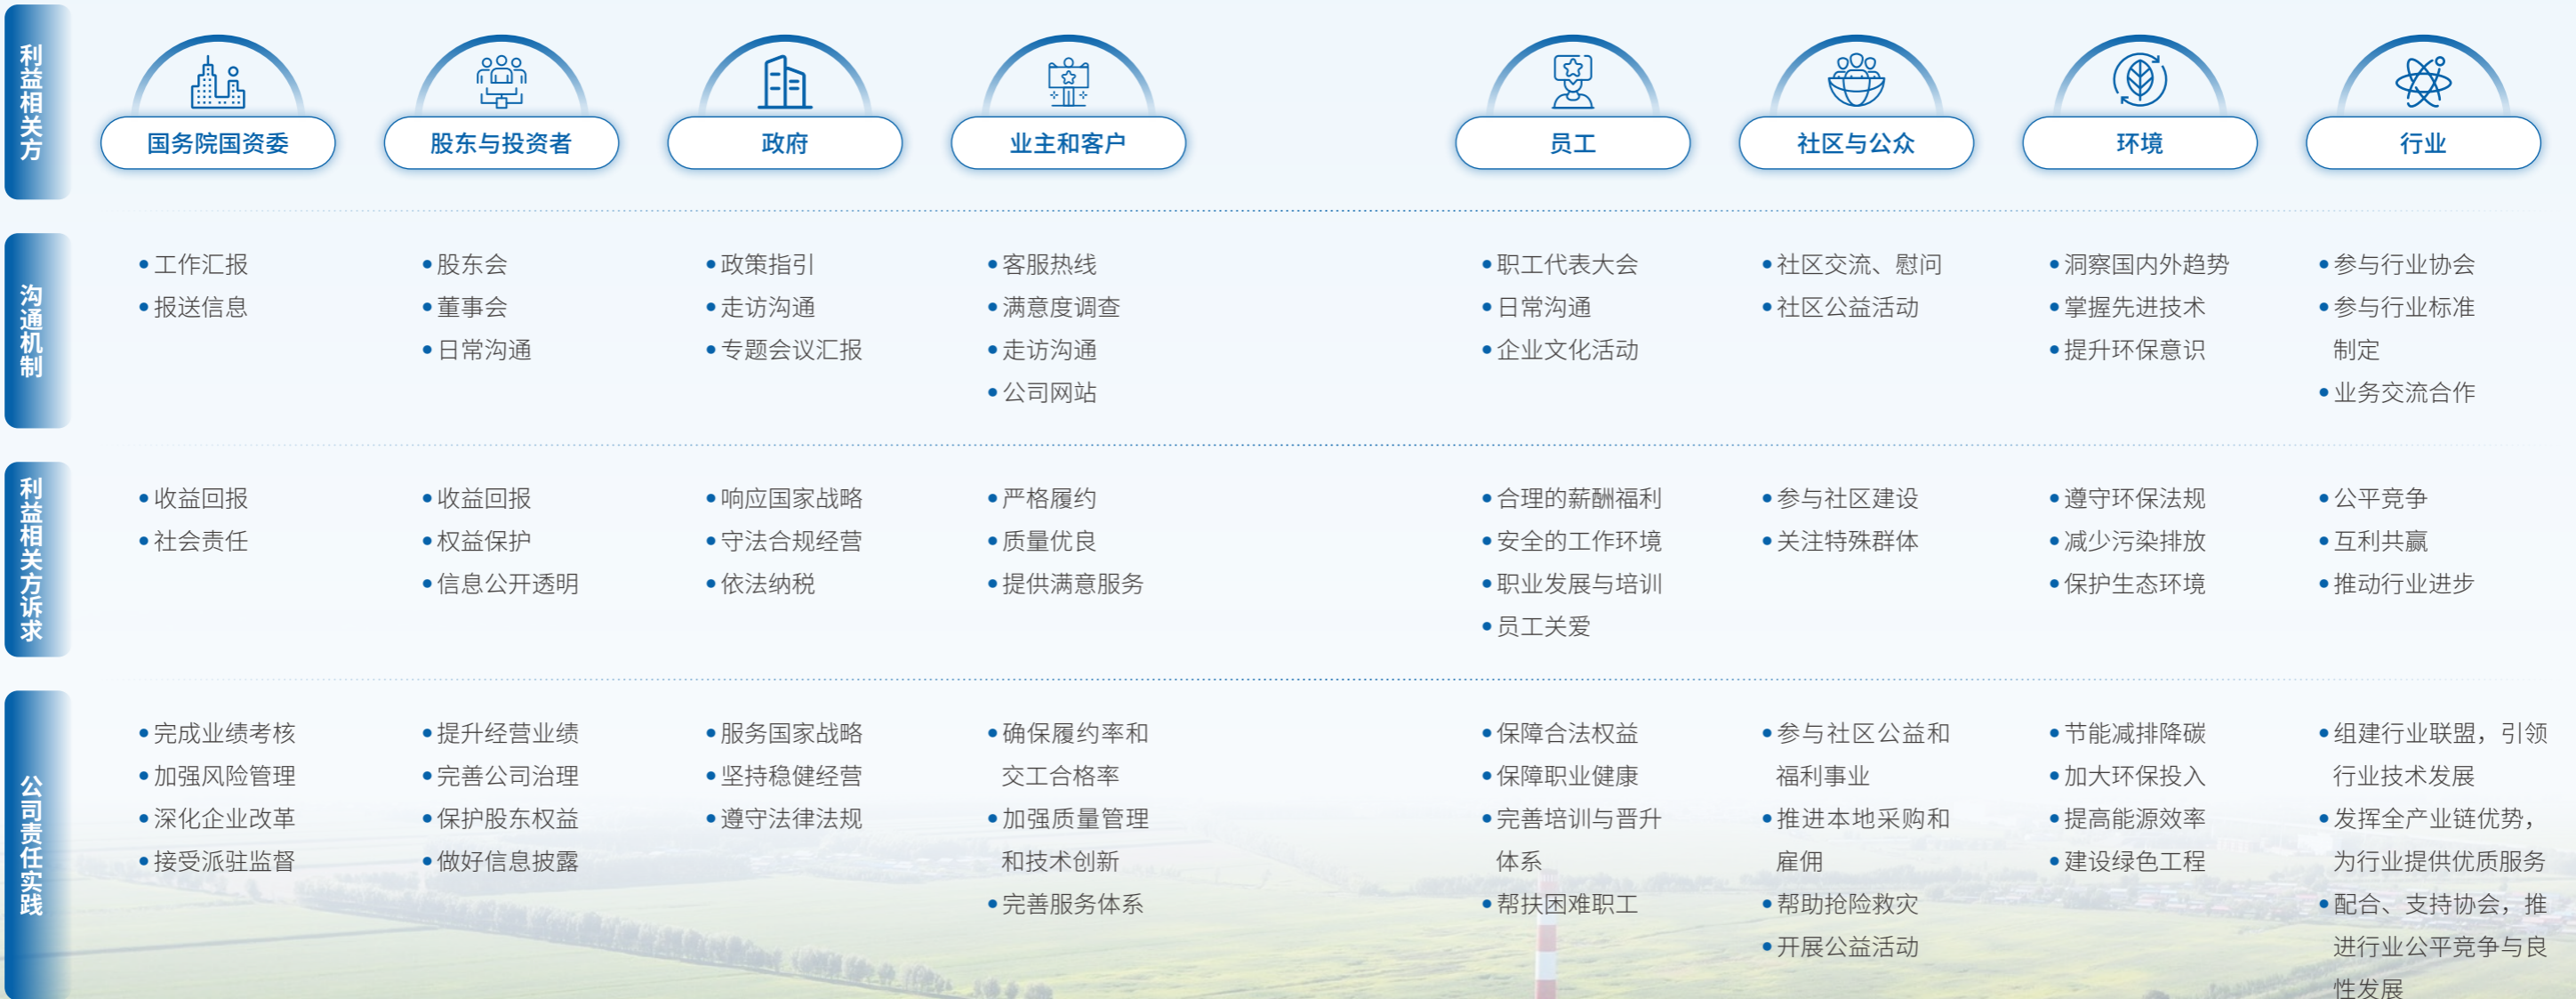 利益相关方
国务院国资委
股东与投资者
政府
业主和客户
员工
社区与公众
环境
行业
沟通机制
•工作汇报
•报送信息
•股东会
•董事会
•日常沟通
•政策指引
•走访沟通
•专题会议汇报
•客服热线
•满意度调查
•走访沟通
•公司网站
•职工代表大会
•日常沟通
•企业文化活动
•社区交流、慰问
•社区公益活动
•洞察国内外趋势
•掌握先进技术
•提升环保意识
•参与行业协会
•参与行业标准
制定
•业务交流合作
利益相关方诉求
•收益回报
•社会责任
•收益回报
•权益保护
•信息公开透明
•响应国家战略
•守法合规经营
•依法纳税
•严格履约
•质量优良
•提供满意服务
•合理的薪酬福利
•安全的工作环境
•职业发展与培训
•员工关爱
•参与社区建设
•关注特殊群体
•遵守环保法规
•减少污染排放
•保护生态环境
•公平竞争
•互利共赢
•推动行业进步
公司责任实践
•完成业绩考核
•加强风险管理
•深化企业改革
•接受派驻监督
•提升经营业绩
•完善公司治理
•保护股东权益
•做好信息披露
•服务国家战略
•坚持稳健经营
•遵守法律法规
•确保履约率和
交工合格率
•加强质量管理
和技术创新
•完善服务体系
•保障合法权益
•保障职业健康
•完善培训与晋升
体系
•帮扶困难职工
•参与社区公益和
福利事业
•推进本地采购和
雇佣
•帮助抢险救灾
•开展公益活动
•节能减排降碳
•加大环保投入
•提高能源效率
•建设绿色工程
•组建行业联盟，引领
行业技术发展
•发挥全产业链优势，
为行业提供优质服务
•配合、支持协会，推
进行业公平竞争与良
性发展